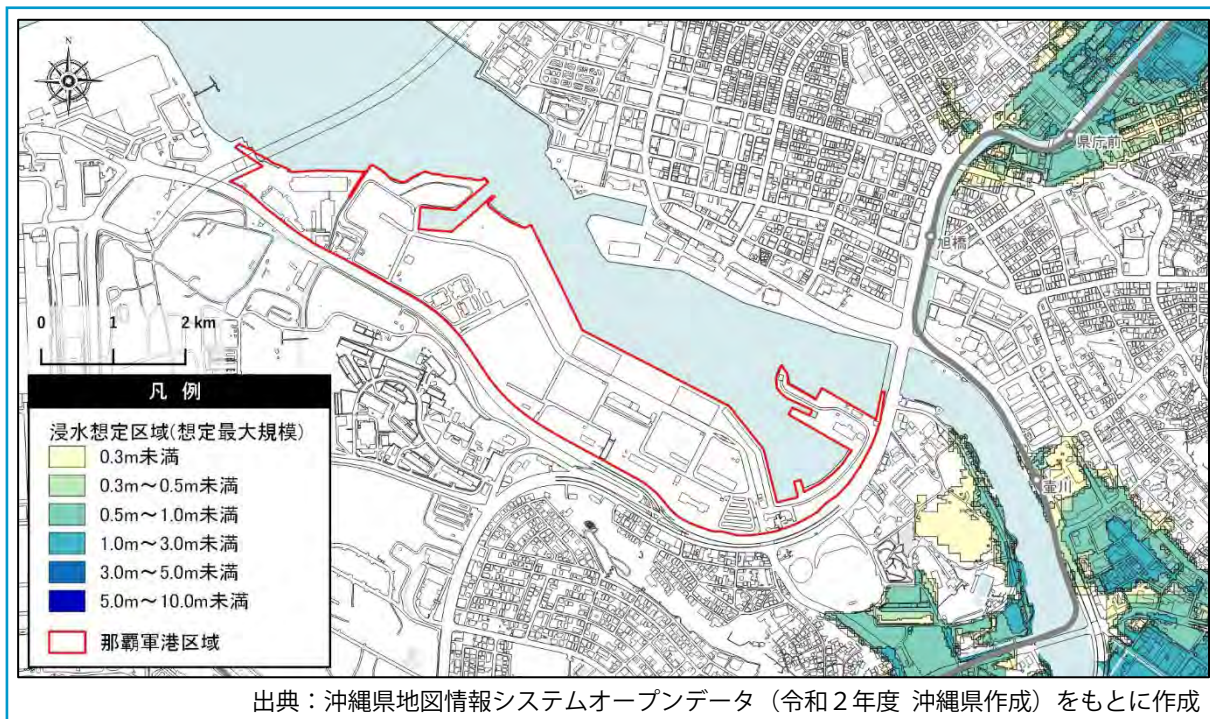 N
県庁前
旭橋
壺川
0 1 2 km
凡 例
浸水想定区域(想定最大規模)
0.3m未満
0.3m～0.5m未満
0.5m～1.0m未満
1.0m～3.0m未満
3.0m～5.0m未満
5.0m～10.0m未満
那覇軍港区域
出典：沖縄県地図情報システムオープンデータ（令和２年度 沖縄県作成）をもとに作成